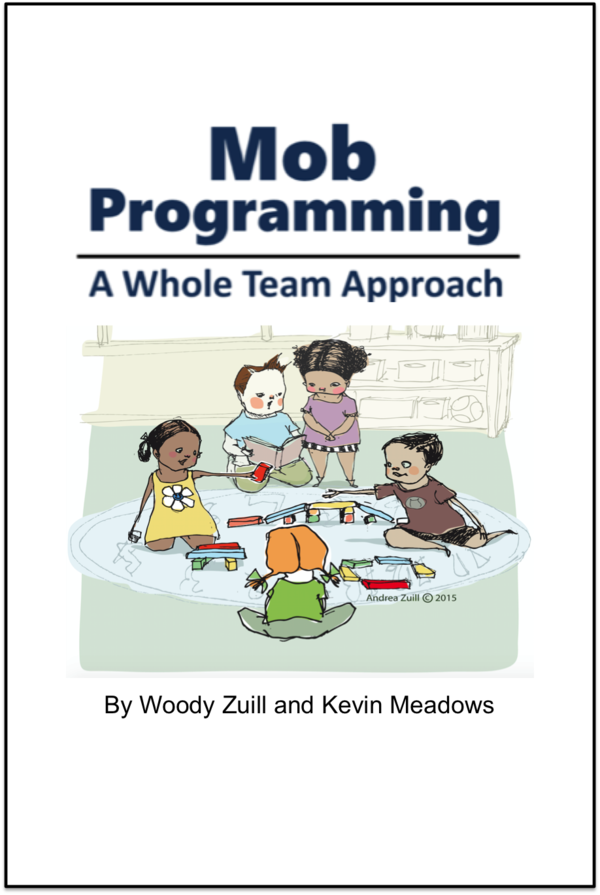 Mob
Programming
A Whole Team Approach
Andrea Zuill © 2015
By Woody Zuill and Kevin Meadows